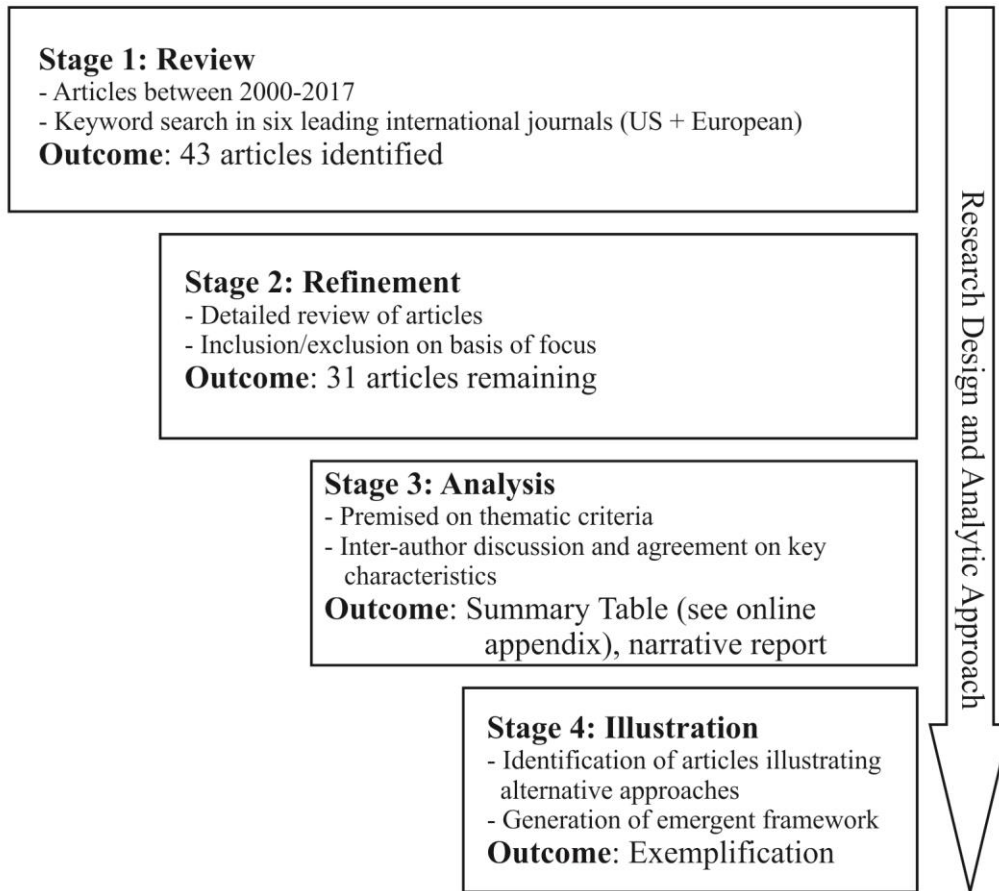 Stage 1: Review
- Articles between 2000-2017
- Keyword search in six leading international journals (US + European)
Outcome: 43 articles identified
Stage 2: Refinement
- Detailed review of articles
- Inclusion/exclusion on basis of focus
Outcome: 31 articles remaining
Stage 3: Analysis
- Premised on thematic criteria
- Inter-author discussion and agreement on key
characteristics
Outcome: Summary Table (see online
appendix), narrative report
Stage 4: Illustration
- Identification of articles illustrating
alternative approaches
- Generation of emergent framework
Outcome: Exemplification
Research Design and Analytic Approach